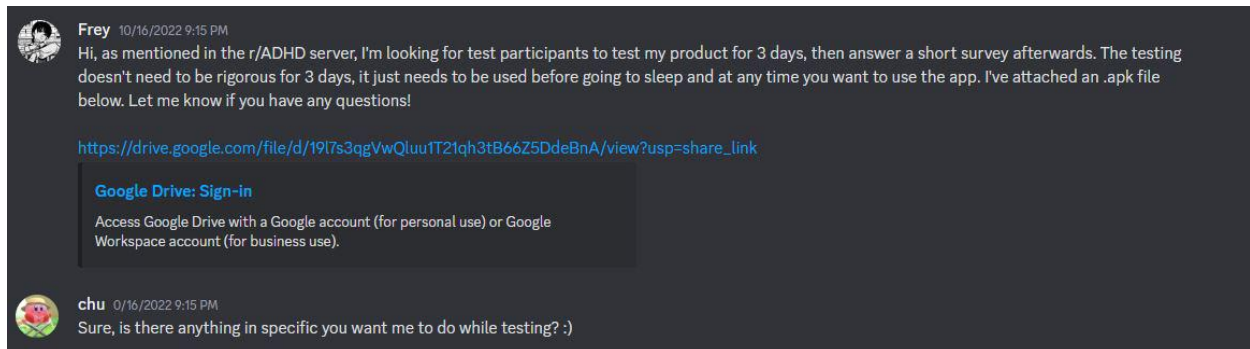 Frey 10/16/2022 9:15 PM
Hi, as mentioned in the r/ADHD server, I'm looking for test participants to test my product for 3 days, then answer a short survey afterwards. The testing
doesn't need to be rigorous for 3 days, it just needs to be used before going to sleep and at any time you want to use the app. I've attached an .apk file
below. Let me know if you have any questions!
https://drive.google.com/file/d/19l7s3qgVwQluu1T21qh3tB66Z5DdeBnA/view?usp=share_link
Google Drive: Sign-in
Access Google Drive with a Google account (for personal use) or Google
Workspace account (for business use).
chu 0/16/2022 9:15 PM
Sure, is there anything in specific you want me to do while testing? :)